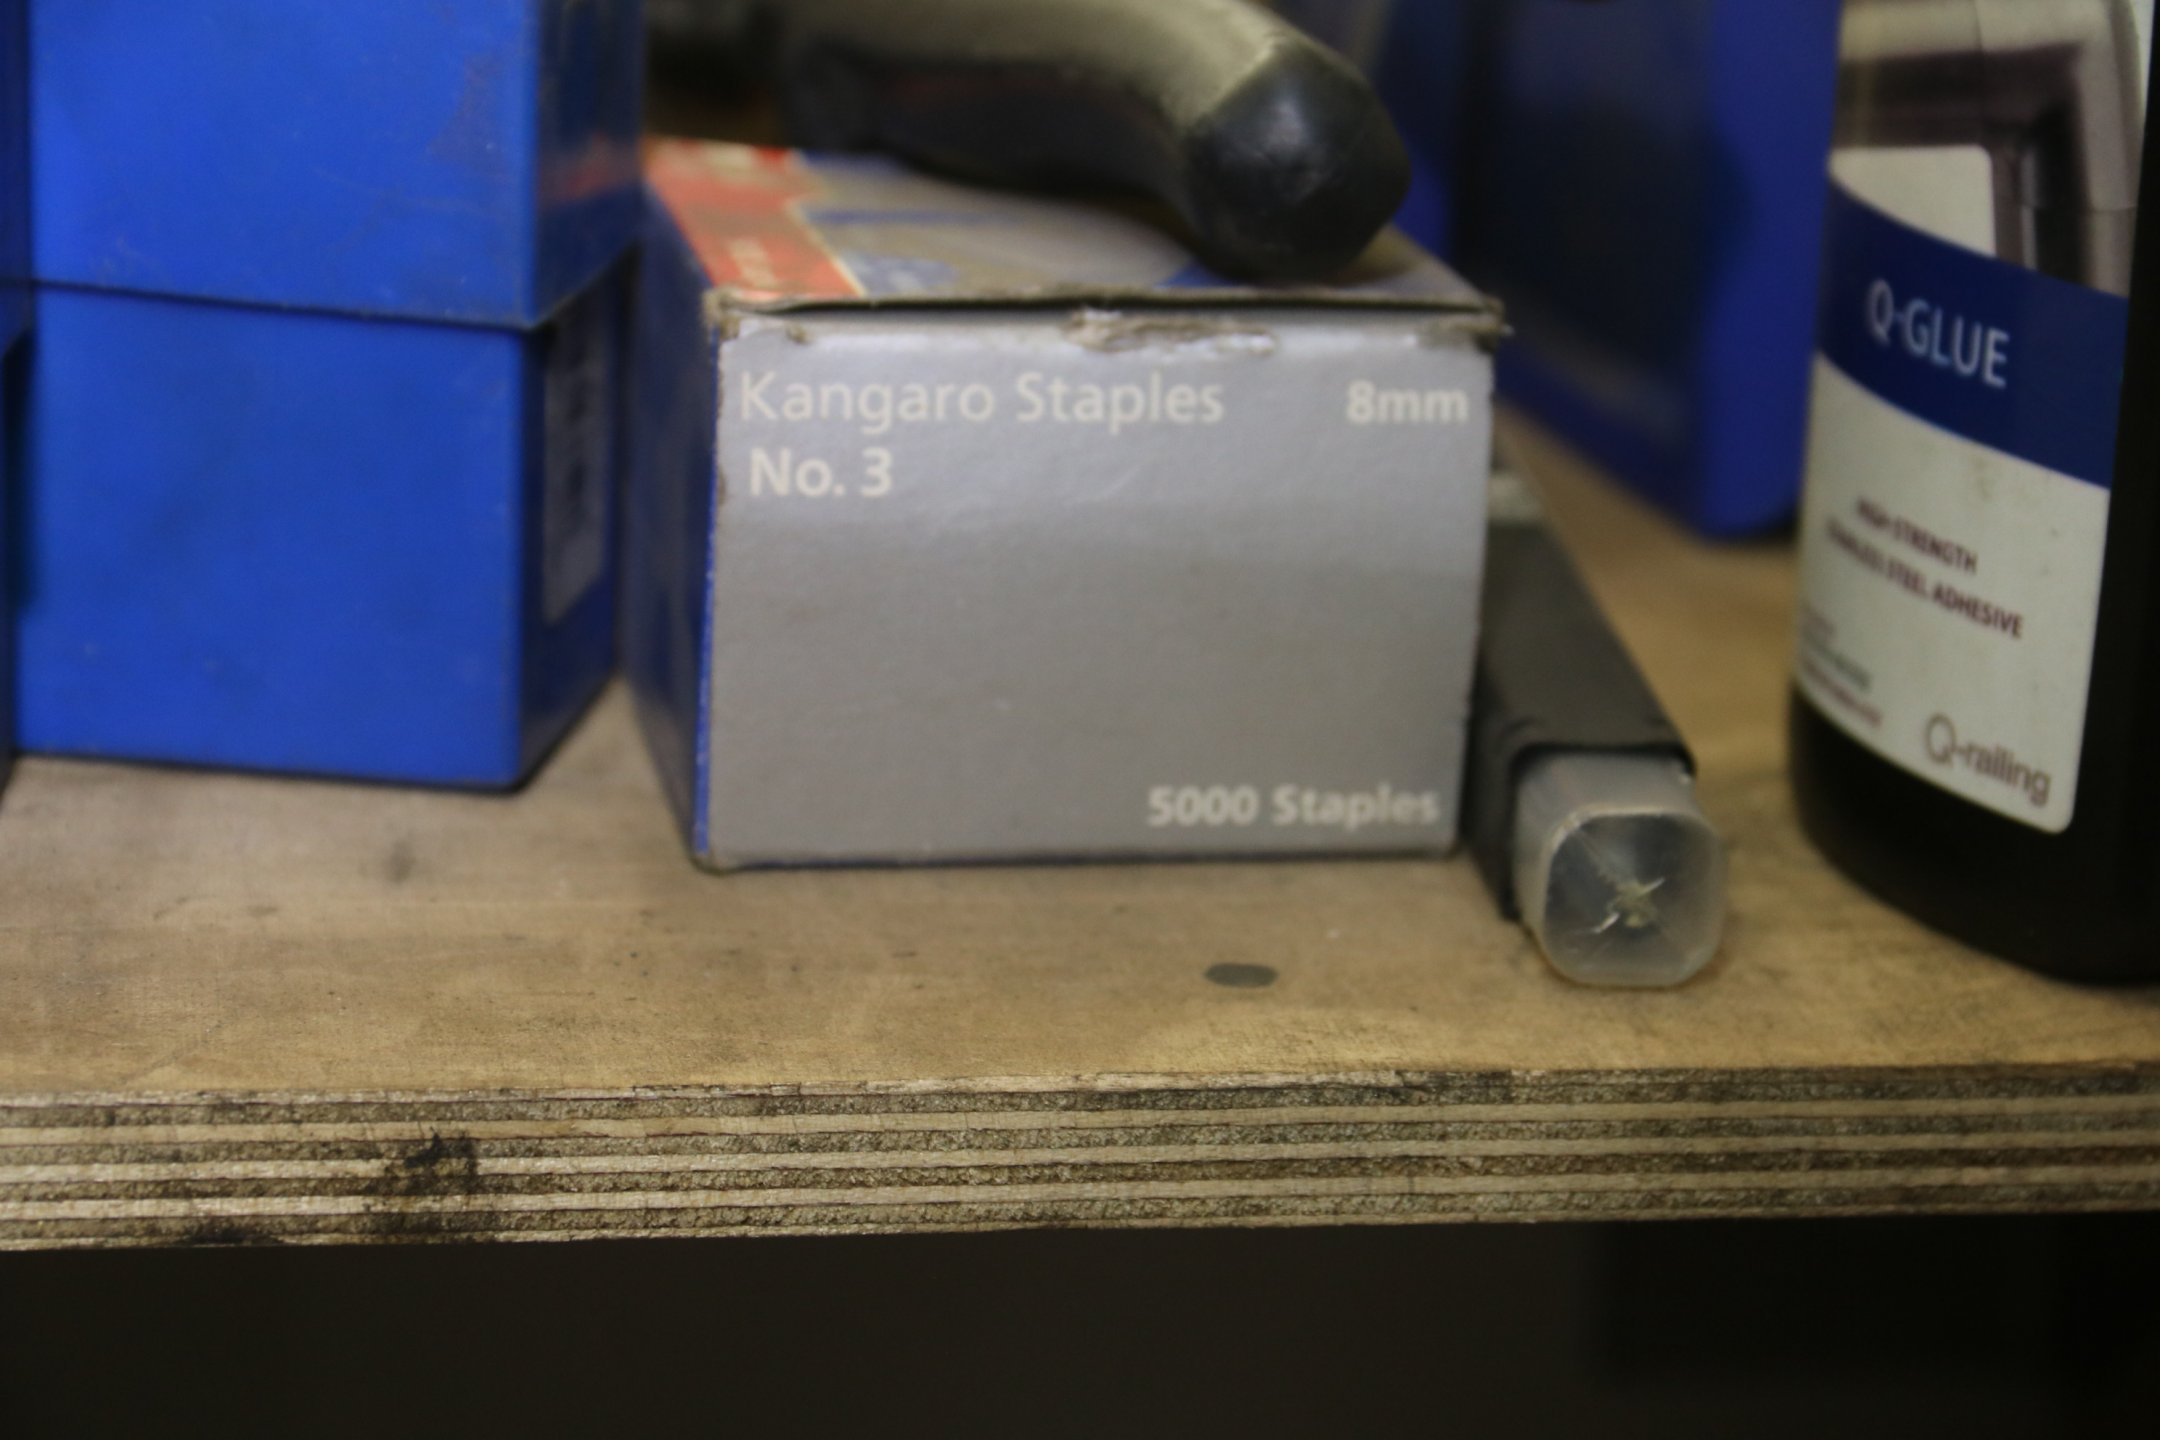 Kangaro Staples 8mm
No. 3
5000 Staples
Q-GLUE
HIGH-STRENGTH
STAINLESS STEEL ADHESIVE
Q-railing